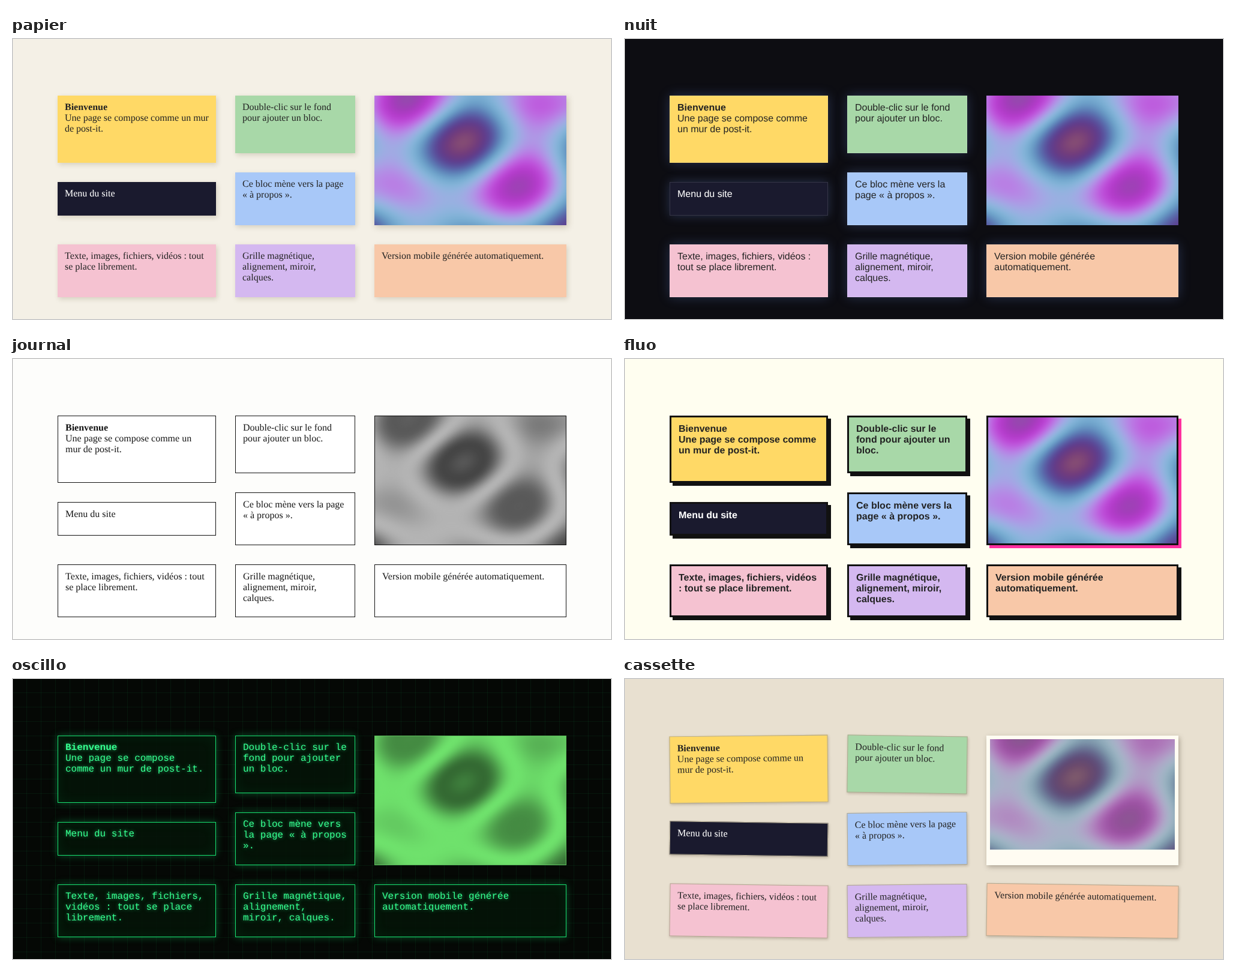 papier
Bienvenue
Une page se compose comme un mur
de post-it.
Double-clic sur le fond
pour ajouter un bloc.
Menu du site
Ce bloc mène vers la page
« à propos ».
Texte, images, fichiers, vidéos : tout
se place librement.
Grille magnétique,
alignement, miroir,
calques.
Version mobile générée automatiquement.
nuit
Bienvenue
Une page se compose comme
un mur de post-it.
Double-clic sur le fond
pour ajouter un bloc.
Menu du site
Ce bloc mène vers la
page « à propos ».
Texte, images, fichiers, vidéos :
tout se place librement.
Grille magnétique,
alignement, miroir,
calques.
Version mobile générée
automatiquement.
journal
Bienvenue
Une page se compose comme un
mur de post-it.
Double-clic sur le fond
pour ajouter un bloc.
Menu du site
Ce bloc mène vers la page
« à propos ».
Texte, images, fichiers, vidéos : tout
se place librement.
Grille magnétique,
alignement, miroir,
calques.
Version mobile générée automatiquement.
fluo
Bienvenue
Une page se compose comme
un mur de post-it.
Double-clic sur le
fond pour ajouter un
bloc.
Menu du site
Ce bloc mène vers la
page « à propos ».
Texte, images, fichiers, vidéos
: tout se place librement.
Grille magnétique,
alignement, miroir,
calques.
Version mobile générée
automatiquement.
oscillo
Bienvenue
Une page se compose
comme un mur de post-it.
Double-clic sur le
fond pour ajouter
un bloc.
Menu du site
Ce bloc mène vers
la page « à propos
».
Texte, images, fichiers,
vidéos : tout se place
librement.
Grille magnétique,
alignement,
miroir, calques.
Version mobile générée
automatiquement.
cassette
Bienvenue
Une page se compose comme un
mur de post-it.
Double-clic sur le fond
pour ajouter un bloc.
Menu du site
Ce bloc mène vers la page
« à propos ».
Texte, images, fichiers, vidéos : tout
se place librement.
Grille magnétique,
alignement, miroir,
calques.
Version mobile générée automatiquement.